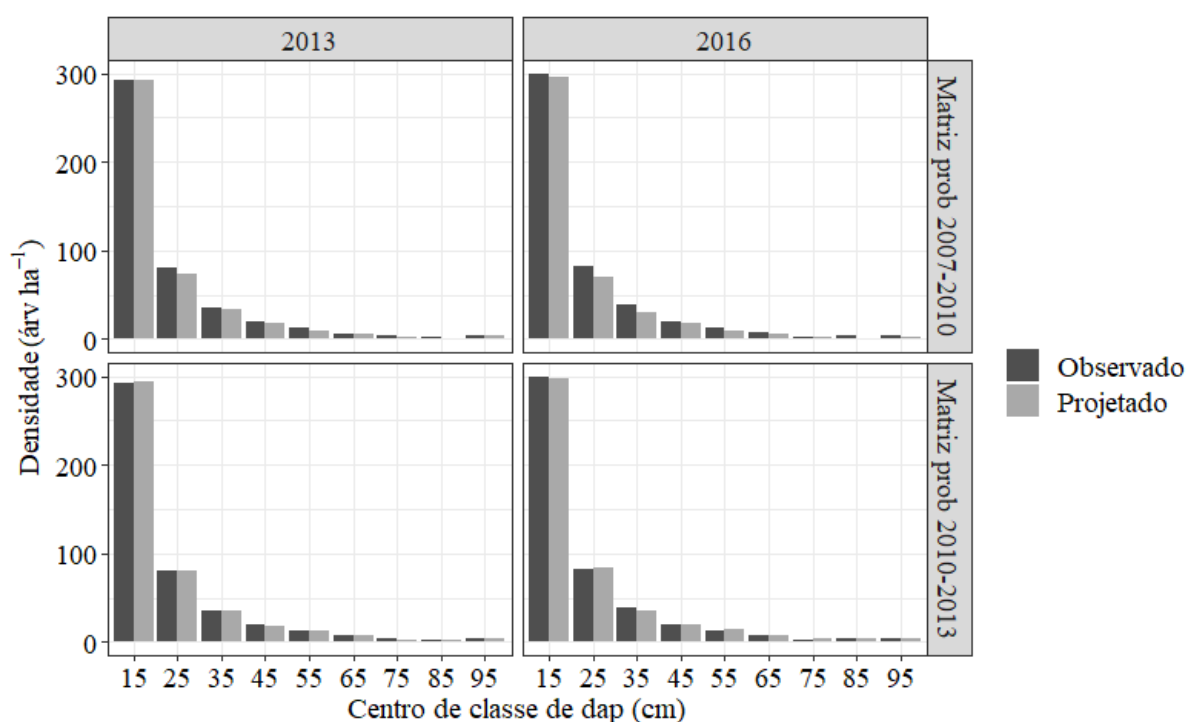 2013
2016
300
200
100
0
Matriz prob 2007-2010
300
200
100
0
Matriz prob 2010-2013
Densidade (árv ha⁻¹)
15 25 35 45 55 65 75 85 95
15 25 35 45 55 65 75 85 95
Centro de classe de dap (cm)
Observado
Projetado